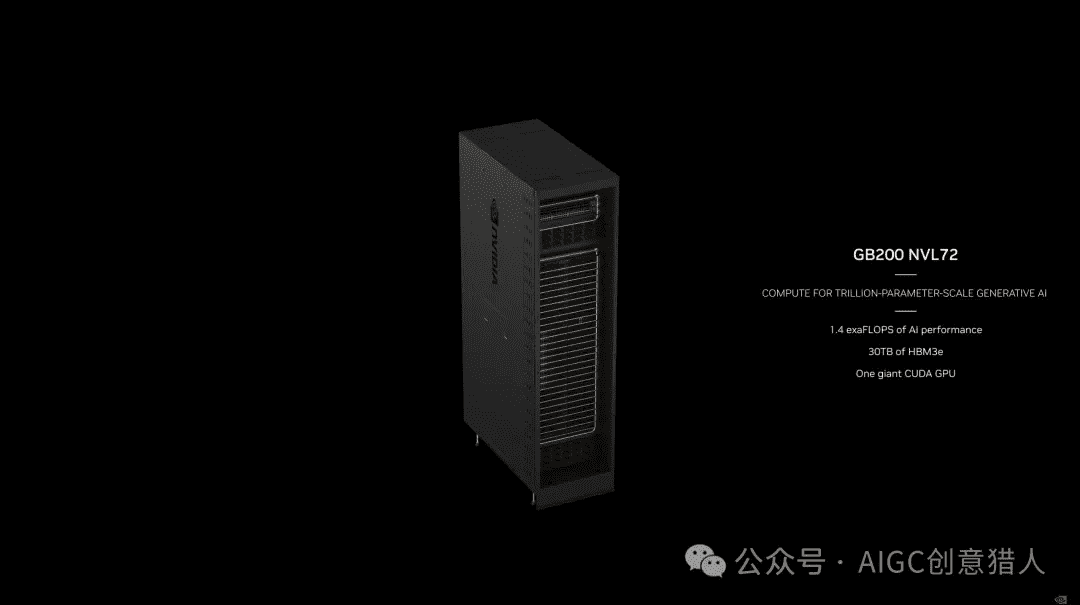 NVIDIA
GB200 NVL72
COMPUTE FOR TRILLION-PARAMETER-SCALE GENERATIVE AI
1.4 exaFLOPS of AI performance
30TB of HBM3e
One giant CUDA GPU
公众号 · AIGC创意猎人